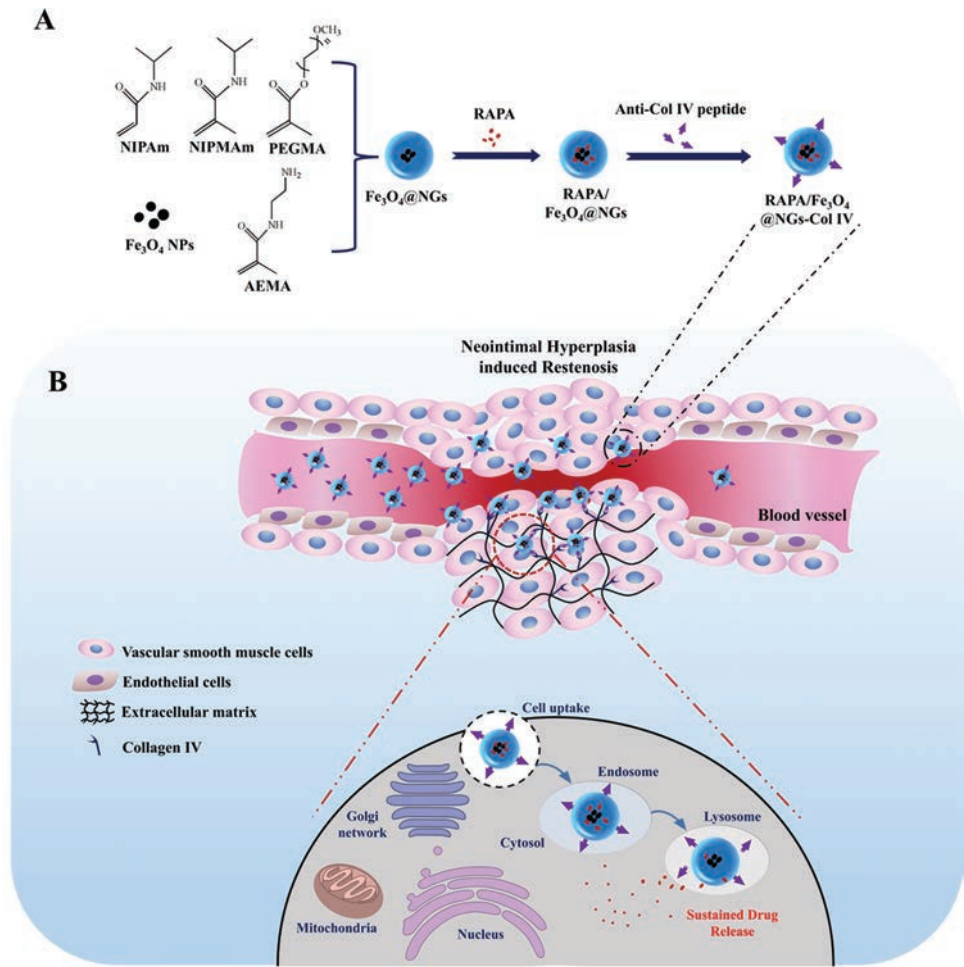 A
NH
O
NIPAm
NH
O
NIPMAm
OCH₃
O
O
PEGMA
Fe₃O₄ NPs
NH₂
NH
O
AEMA
Fe₃O₄@NGs
RAPA
RAPA/
Fe₃O₄@NGs
Anti-Col IV peptide
RAPA/Fe₃O₄
@NGs-Col IV
B
Neointimal Hyperplasia
induced Restenosis
Blood vessel
Vascular smooth muscle cells
Endothelial cells
Extracellular matrix
Collagen IV
Cell uptake
Endosome
Lysosome
Golgi
network
Cytosol
Mitochondria
Nucleus
Sustained Drug
Release